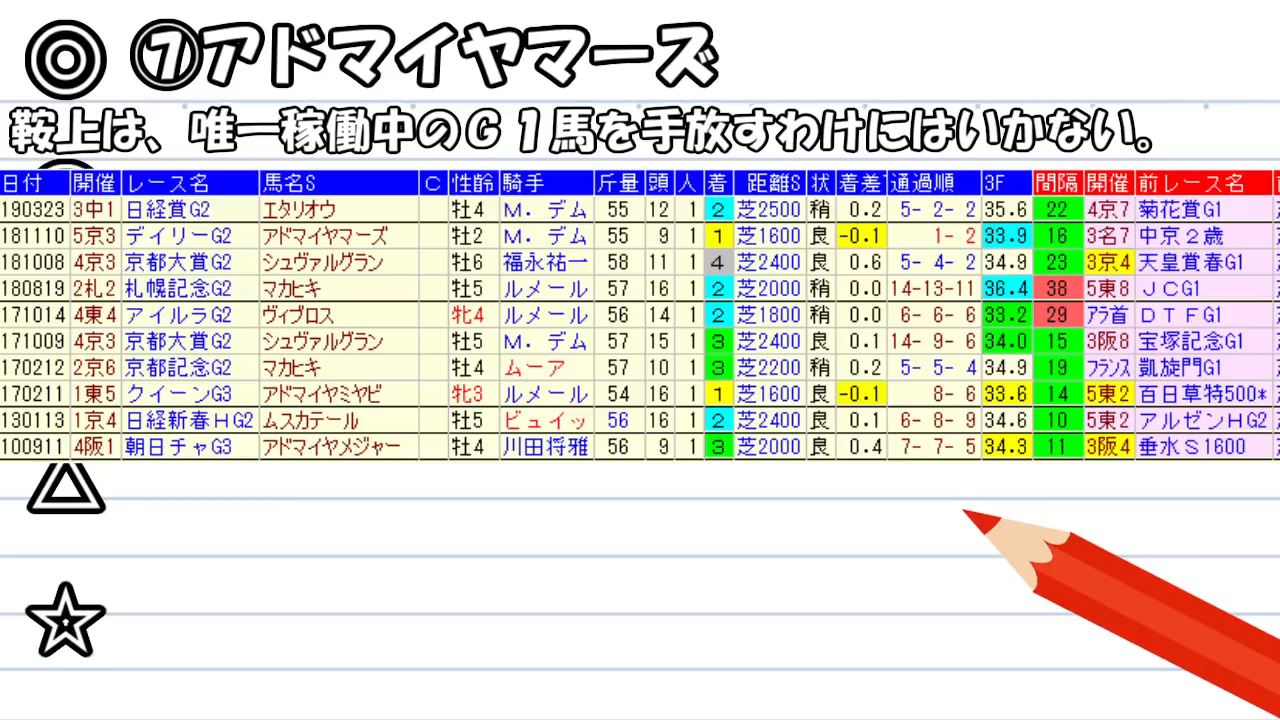 ◎ ⑦アドマイヤマーズ
鞍上は、唯一稼働中のG1馬を手放すわけにはいかない。
日付 開催 レース名 馬名S C 性齢 騎手 斤量 頭 人 着 距離S 状 着差 通過順 3F 間隔 開催 前レース名
190323 3中1 日経賞G2 エタリオウ 牡4 M.デム 55 12 1 2 芝2500 稍 0.2 5- 2- 2 35.6 22 4京7 菊花賞G1
181110 5京3 デイリーG2 アドマイヤマーズ 牡2 M.デム 55 9 1 1 芝1600 良 -0.1 1- 2 33.9 16 3名7 中京2歳
181008 4京3 京都大賞G2 シュヴァルグラン 牡6 福永祐一 58 11 1 4 芝2400 良 0.6 5- 4- 2 34.9 23 3京4 天皇賞春G1
180819 2札2 札幌記念G2 マカヒキ 牡5 ルメール 57 16 1 2 芝2000 稍 0.0 14-13-11 36.4 38 5東8 JCG1
171014 4東4 アイルラG2 ヴィブロス 牝4 ルメール 56 14 1 2 芝1800 稍 0.0 6- 6- 6 33.2 29 アラ首 DTFG1
171009 4京3 京都大賞G2 シュヴァルグラン 牡5 M.デム 57 15 1 3 芝2400 良 0.1 14- 9- 6 34.0 15 3阪8 宝塚記念G1
170212 2京6 京都記念G2 マカヒキ 牡4 ムーア 57 10 1 3 芝2200 稍 0.2 5- 5- 4 34.9 19 フランス 凱旋門G1
170211 1東5 クイーンG3 アドマイヤミヤビ 牝3 ルメール 54 16 1 1 芝1600 良 -0.1 8- 6 33.6 14 5東2 百日草特500*
130113 1京4 日経新春HG2 ムスカテール 牡5 ビュイッ 56 16 1 2 芝2400 良 0.1 6- 8- 9 34.6 10 5東2 アルゼンHG2
100911 4阪1 朝日チャG3 アドマイヤメジャー 牡4 川田将雅 56 9 1 3 芝2000 良 0.4 7- 7- 5 34.3 11 3阪4 垂水S1600
△
☆